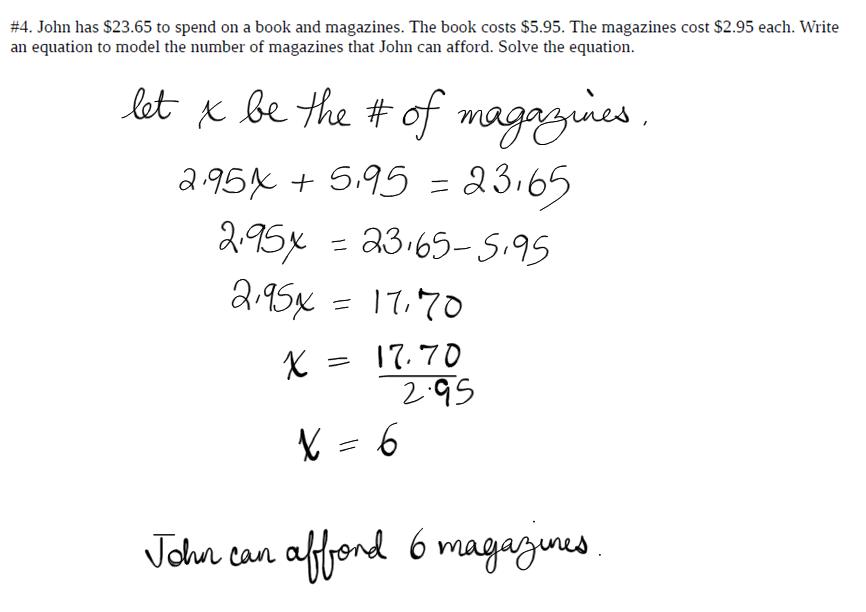 #4. John has $23.65 to spend on a book and magazines. The book costs $5.95. The magazines cost $2.95 each. Write
an equation to model the number of magazines that John can afford. Solve the equation.
let x be the # of magazines.
2.95x + 5.95 = 23.65
2.95x = 23.65 - 5.95
2.95x = 17.70
x = 17.70
2.95
x = 6
John can afford 6 magazines.